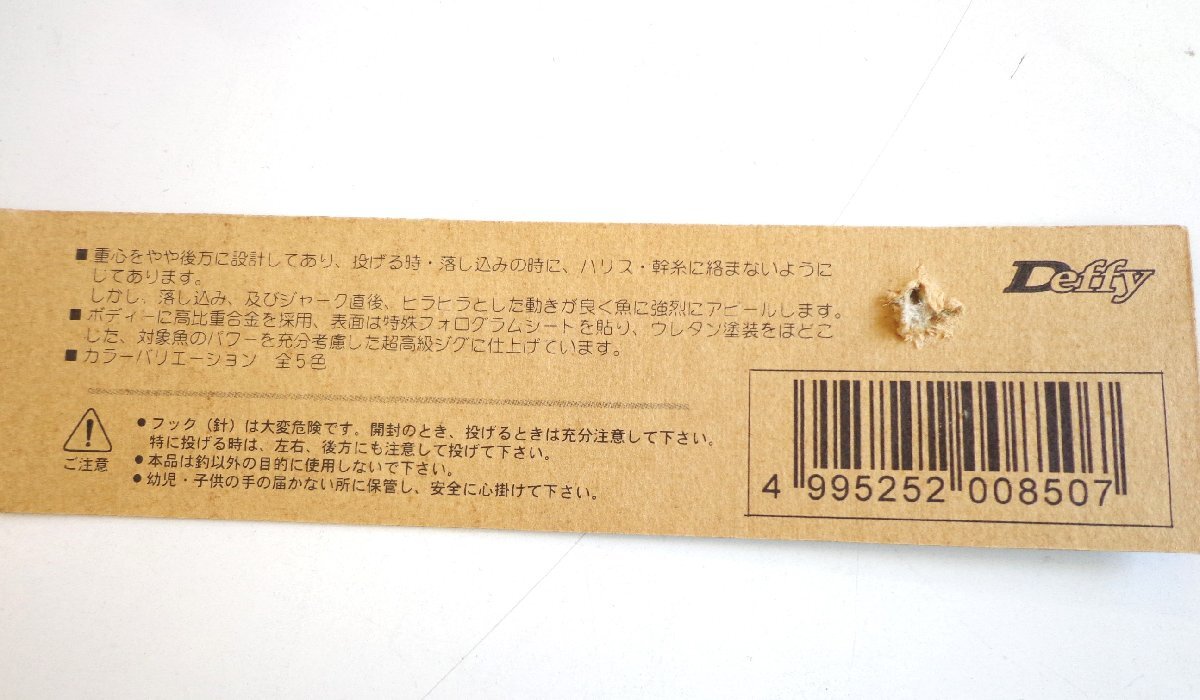 ■ 重心をやや後方に設計してあり、投げる時・落し込みの時に、ハリス・幹糸に絡まないように
じてあります。
しかし、落し込み、及びジャーク直後、ヒラヒラとした動きが良く魚に強烈にアピールします。
■ ボディーに高比重合金を採用、表面は特殊フォログラムシートを貼り、ウレタン塗装をほどこ
した、対象魚のパワーを充分考慮した超高級ジグに仕上げています。
■ カラーバリエーション 全5色
ご注意
● フック（針）は大変危険です。開封のとき、投げるときは充分注意して下さい。
特に投げる時は、左右、後方にも注意して投げて下さい。
● 本品は釣以外の目的に使用しないで下さい。
● 幼児・子供の手の届かない所に保管し、安全に心掛けて下さい。
Deffy
4 995252 008507